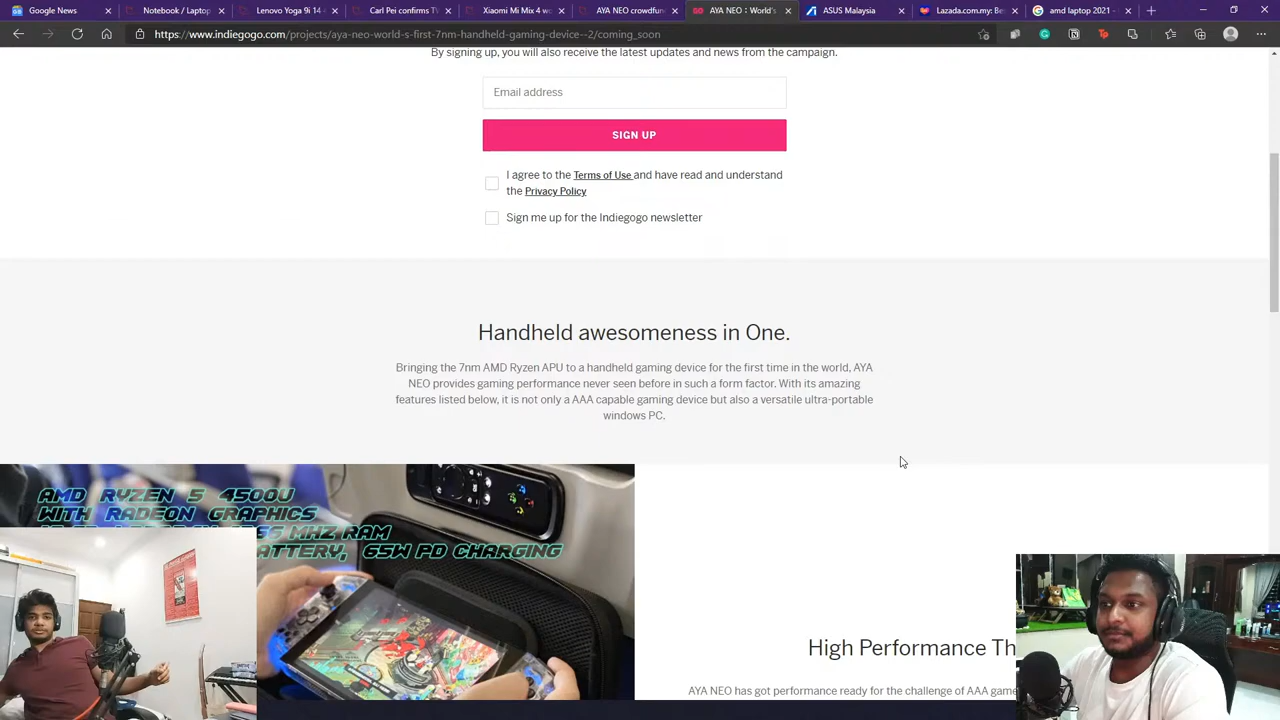 Google News
Notebook / Laptop
Lenovo Yoga 9i 14
Carl Pei confirms T
Xiaomi Mi Mix 4
AYA NEO crowdfun
AYA NEO : World's
ASUS Malaysia
Lazada.com.my: Be
amd laptop 2021 -
https://www.indiegogo.com/projects/aya-neo-world-s-first-7nm-handheld-gaming-device--2/coming_soon
By signing up, you will also receive the latest updates and news from the campaign.
Email address
SIGN UP
I agree to the Terms of Use and have read and understand
the Privacy Policy
Sign me up for the Indiegogo newsletter
Handheld awesomeness in One.
Bringing the 7nm AMD Ryzen APU to a handheld gaming device for the first time in the world, AYA
NEO provides gaming performance never seen before in such a form factor. With its amazing
features listed below, it is not only a AAA capable gaming device but also a versatile ultra-portable
windows PC.
AMD RYZEN 5 4500U
WITH RADEON GRAPHICS
MHZ RAM
BATTERY, 65W PD CHARGING
High Performance Th
AYA NEO has got performance ready for the challenge of AAA game